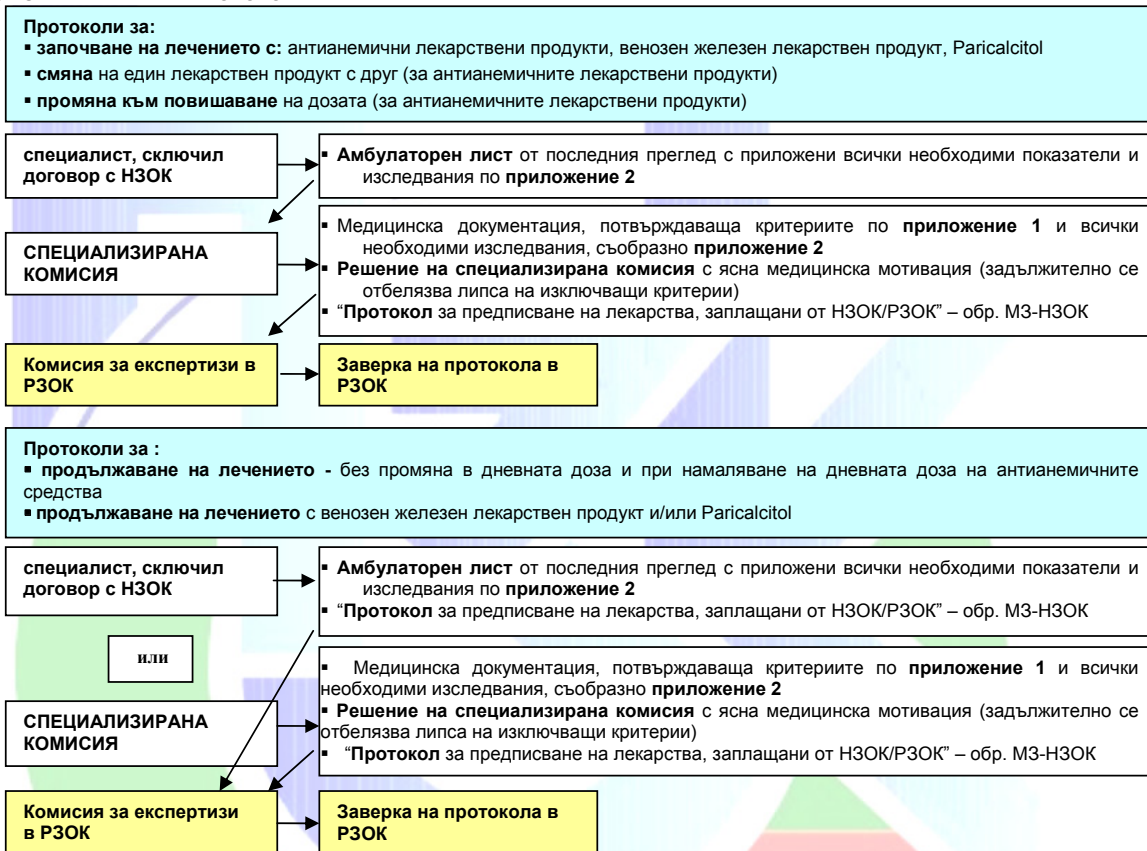 Протоколи за:
▪ започване на лечението с: антианемични лекарствени продукти, венозен железен лекарствен продукт, Paricalcitol
▪ смяна на един лекарствен продукт с друг (за антианемичните лекарствени продукти)
▪ промяна към повишаване на дозата (за антианемичните лекарствени продукти)
специалист, сключил
договор с НЗОК
▪ Амбулаторен лист от последния преглед с приложени всички необходими показатели и
изследвания по приложение 2
СПЕЦИАЛИЗИРАНА
КОМИСИЯ
▪ Медицинска документация, потвърждаваща критериите по приложение 1 и всички
необходими изследвания, съобразно приложение 2
▪ Решение на специализирана комисия с ясна медицинска мотивация (задължително се
отбелязва липса на изключващи критерии)
▪ “Протокол за предписване на лекарства, заплащани от НЗОК/РЗОК” – обр. МЗ-НЗОК
Комисия за експертизи в
РЗОК
Заверка на протокола в
РЗОК
Протоколи за :
▪ продължаване на лечението - без промяна в дневната доза и при намаляване на дневната доза на антианемичните
средства
▪ продължаване на лечението с венозен железен лекарствен продукт и/или Paricalcitol
специалист, сключил
договор с НЗОК
▪ Амбулаторен лист от последния преглед с приложени всички необходими показатели и
изследвания по приложение 2
▪ “Протокол за предписване на лекарства, заплащани от НЗОК/РЗОК” – обр. МЗ-НЗОК
или
СПЕЦИАЛИЗИРАНА
КОМИСИЯ
▪ Медицинска документация, потвърждаваща критериите по приложение 1 и всички
необходими изследвания, съобразно приложение 2
▪ Решение на специализирана комисия с ясна медицинска мотивация (задължително се
отбелязва липса на изключващи критерии)
▪ “Протокол за предписване на лекарства, заплащани от НЗОК/РЗОК” – обр. МЗ-НЗОК
Комисия за експертизи
в РЗОК
Заверка на протокола в
РЗОК